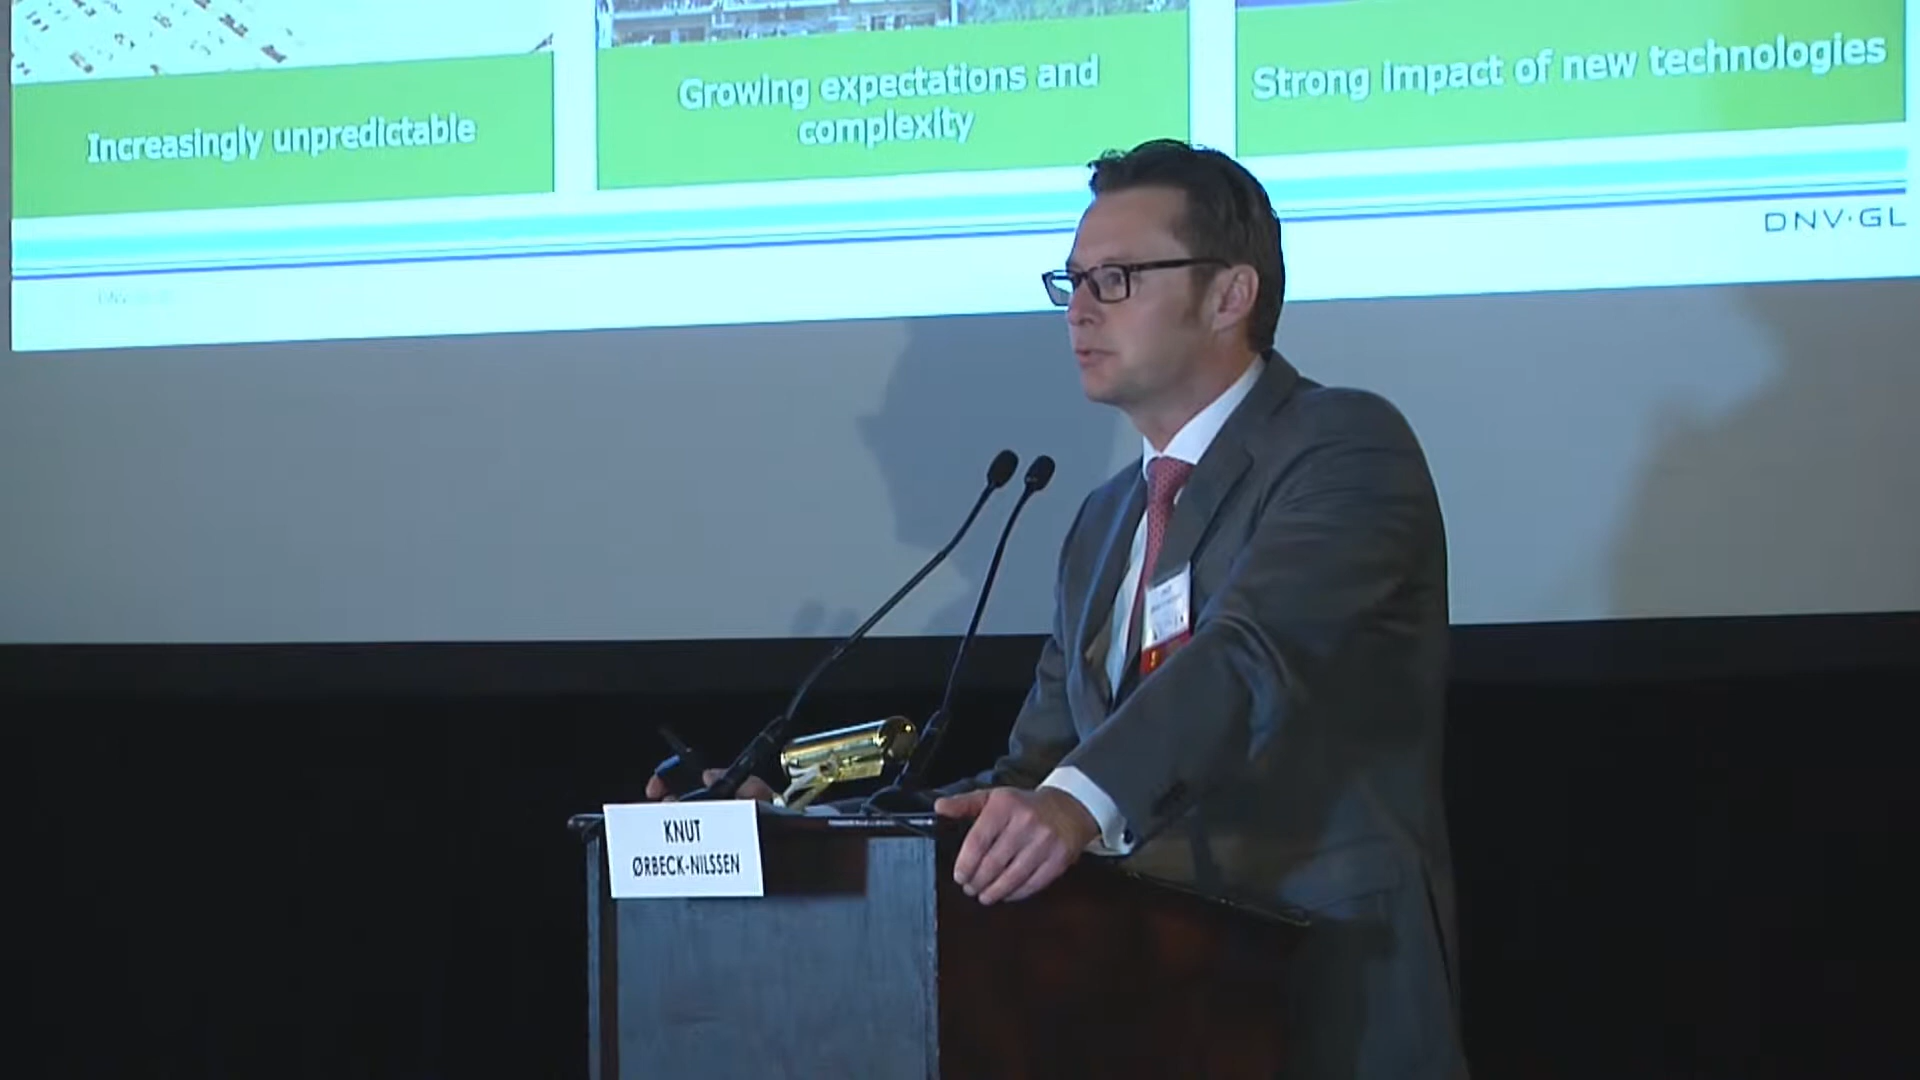 Increasingly unpredictable
Growing expectations and
complexity
Strong impact of new technologies
DNV·GL
KNUT
ØRBECK-NILSSEN